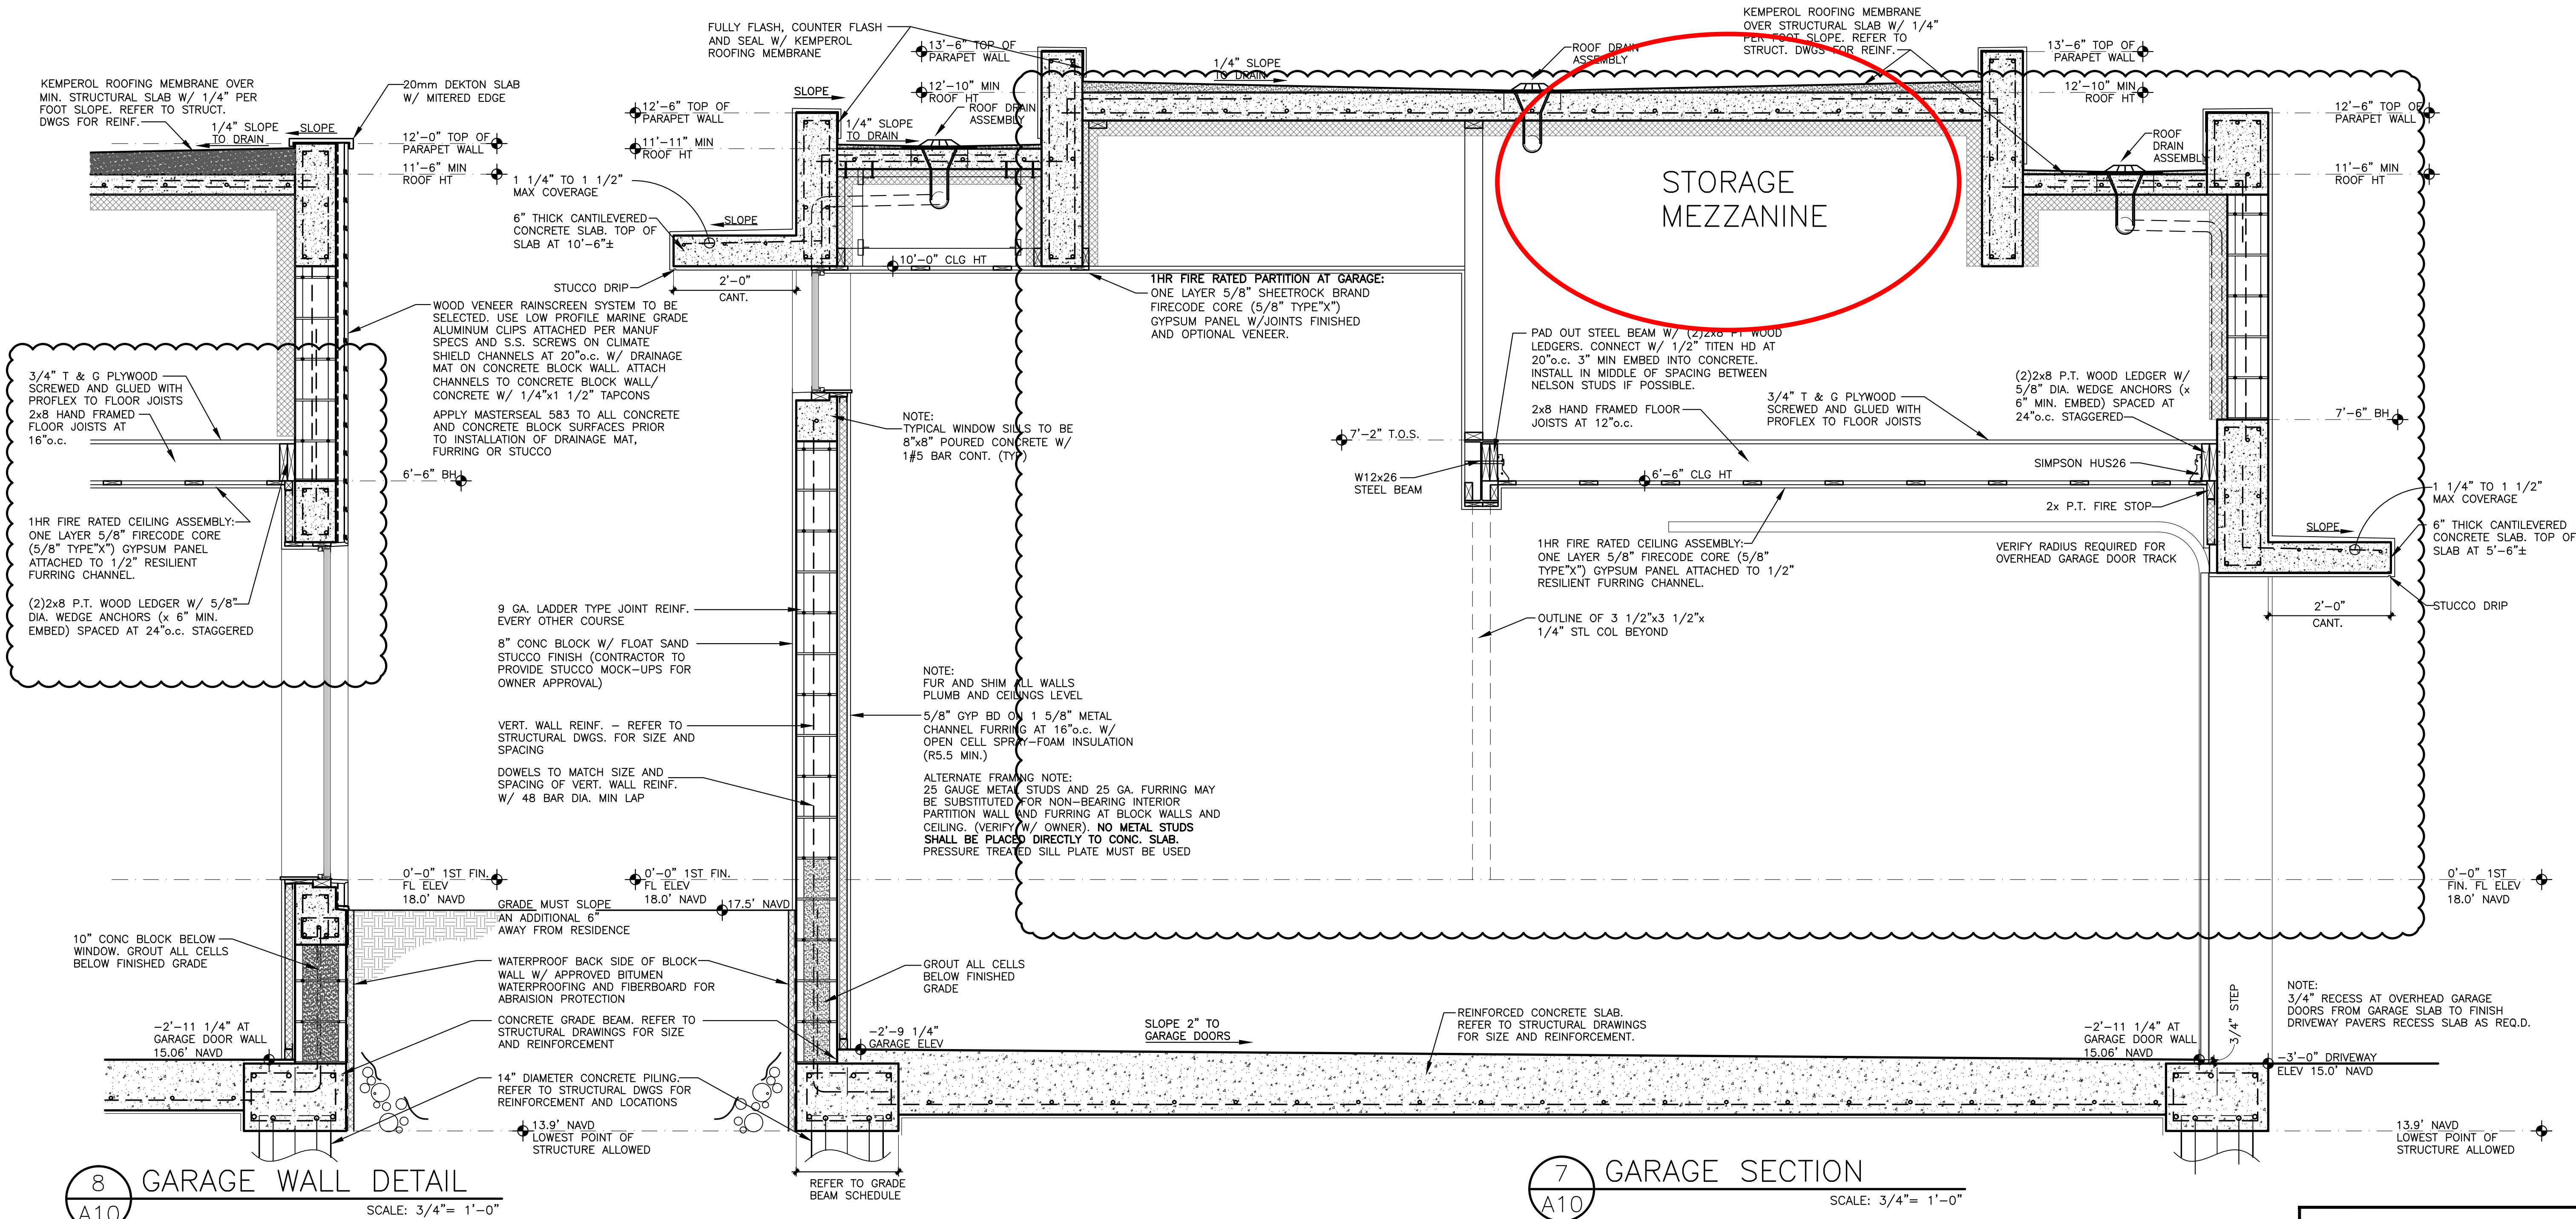 KEMPEROL ROOFING MEMBRANE OVER
MIN. STRUCTURAL SLAB W/ 1/4" PER
FOOT SLOPE. REFER TO STRUCT.
DWGS FOR REINF.
1/4" SLOPE
TO DRAIN
SLOPE
20mm DEKTON SLAB
W/ MITERED EDGE
12'-0" TOP OF
PARAPET WALL
11'-6" MIN
ROOF HT
WOOD VENEER RAINSCREEN SYSTEM TO BE
SELECTED. USE LOW PROFILE MARINE GRADE
ALUMINUM CLIPS ATTACHED PER MANUF
SPECS AND S.S. SCREWS ON CLIMATE
SHIELD CHANNELS AT 20"o.c. W/ DRAINAGE
MAT ON CONCRETE BLOCK WALL. ATTACH
CHANNELS TO CONCRETE BLOCK WALL/
CONCRETE W/ 1/4"x1 1/2" TAPCONS
APPLY MASTERSEAL 583 TO ALL CONCRETE
AND CONCRETE BLOCK SURFACES PRIOR
TO INSTALLATION OF DRAINAGE MAT,
FURRING OR STUCCO
3/4" T & G PLYWOOD
SCREWED AND GLUED WITH
PROFLEX TO FLOOR JOISTS
2x8 HAND FRAMED
FLOOR JOISTS AT
16"o.c.
6'-6" BH
1HR FIRE RATED CEILING ASSEMBLY:
ONE LAYER 5/8" FIRECODE CORE
(5/8" TYPE"X") GYPSUM PANEL
ATTACHED TO 1/2" RESILIENT
FURRING CHANNEL.
(2)2x8 P.T. WOOD LEDGER W/ 5/8"
DIA. WEDGE ANCHORS (x 6" MIN.
EMBED) SPACED AT 24"o.c. STAGGERED
0'-0" 1ST FIN.
FL ELEV
18.0' NAVD
GRADE MUST SLOPE
AN ADDITIONAL 6"
AWAY FROM RESIDENCE
10" CONC BLOCK BELOW
WINDOW. GROUT ALL CELLS
BELOW FINISHED GRADE
WATERPROOF BACK SIDE OF BLOCK
WALL W/ APPROVED BITUMEN
WATERPROOFING AND FIBERBOARD FOR
ABRAISION PROTECTION
-2'-11 1/4" AT
GARAGE DOOR WALL
15.06' NAVD
CONCRETE GRADE BEAM. REFER TO
STRUCTURAL DRAWINGS FOR SIZE
AND REINFORCEMENT
14" DIAMETER CONCRETE PILING.
REFER TO STRUCTURAL DWGS FOR
REINFORCEMENT AND LOCATIONS
13.9' NAVD
LOWEST POINT OF
STRUCTURE ALLOWED
8
A10
GARAGE WALL DETAIL
SCALE: 3/4"= 1'-0"
FULLY FLASH, COUNTER FLASH
AND SEAL W/ KEMPEROL
ROOFING MEMBRANE
13'-6" TOP OF
PARAPET WALL
12'-10" MIN
ROOF HT
SLOPE
12'-6" TOP OF
PARAPET WALL
11'-11" MIN
ROOF HT
1/4" SLOPE
TO DRAIN
ROOF DRAIN
ASSEMBLY
1 1/4" TO 1 1/2"
MAX COVERAGE
6" THICK CANTILEVERED
CONCRETE SLAB. TOP OF
SLAB AT 10'-6"±
SLOPE
STUCCO DRIP
2'-0"
CANT.
10'-0" CLG HT
1/4" SLOPE
TO DRAIN
ROOF DRAIN
ASSEMBLY
KEMPEROL ROOFING MEMBRANE
OVER STRUCTURAL SLAB W/ 1/4"
PER FOOT SLOPE. REFER TO
STRUCT. DWGS FOR REINF.
13'-6" TOP OF
PARAPET WALL
12'-10" MIN
ROOF HT
12'-6" TOP OF
PARAPET WALL
ROOF
DRAIN
ASSEMBLY
11'-6" MIN
ROOF HT
STORAGE
MEZZANINE
1HR FIRE RATED PARTITION AT GARAGE:
ONE LAYER 5/8" SHEETROCK BRAND
FIRECODE CORE (5/8" TYPE"X")
GYPSUM PANEL W/JOINTS FINISHED
AND OPTIONAL VENEER.
PAD OUT STEEL BEAM W/ (2)2x8 PT WOOD
LEDGERS. CONNECT W/ 1/2" TITEN HD AT
20"o.c. 3" MIN EMBED INTO CONCRETE.
INSTALL IN MIDDLE OF SPACING BETWEEN
NELSON STUDS IF POSSIBLE.
2x8 HAND FRAMED FLOOR
JOISTS AT 12"o.c.
3/4" T & G PLYWOOD
SCREWED AND GLUED WITH
PROFLEX TO FLOOR JOISTS
(2)2x8 P.T. WOOD LEDGER W/
5/8" DIA. WEDGE ANCHORS (x
6" MIN. EMBED) SPACED AT
24"o.c. STAGGERED
7'-6" BH
NOTE:
TYPICAL WINDOW SILLS TO BE
8"x8" POURED CONCRETE W/
1#5 BAR CONT. (TYP)
7'-2" T.O.S.
W12x26
STEEL BEAM
6'-6" CLG HT
SIMPSON HUS26
2x P.T. FIRE STOP
1 1/4" TO 1 1/2"
MAX COVERAGE
6" THICK CANTILEVERED
CONCRETE SLAB. TOP OF
SLAB AT 5'-6"±
SLOPE
1HR FIRE RATED CEILING ASSEMBLY:
ONE LAYER 5/8" FIRECODE CORE (5/8"
TYPE"X") GYPSUM PANEL ATTACHED TO 1/2"
RESILIENT FURRING CHANNEL.
VERIFY RADIUS REQUIRED FOR
OVERHEAD GARAGE DOOR TRACK
STUCCO DRIP
2'-0"
CANT.
OUTLINE OF 3 1/2"x3 1/2"x
1/4" STL COL BEYOND
9 GA. LADDER TYPE JOINT REINF.
EVERY OTHER COURSE
8" CONC BLOCK W/ FLOAT SAND
STUCCO FINISH (CONTRACTOR TO
PROVIDE STUCCO MOCK-UPS FOR
OWNER APPROVAL)
VERT. WALL REINF. - REFER TO
STRUCTURAL DWGS. FOR SIZE AND
SPACING
DOWELS TO MATCH SIZE AND
SPACING OF VERT. WALL REINF.
W/ 48 BAR DIA. MIN LAP
NOTE:
FUR AND SHIM ALL WALLS
PLUMB AND CEILINGS LEVEL
5/8" GYP BD ON 1 5/8" METAL
CHANNEL FURRING AT 16"o.c. W/
OPEN CELL SPRAY-FOAM INSULATION
(R5.5 MIN.)
ALTERNATE FRAMING NOTE:
25 GAUGE METAL STUDS AND 25 GA. FURRING MAY
BE SUBSTITUTED FOR NON-BEARING INTERIOR
PARTITION WALL AND FURRING AT BLOCK WALLS AND
CEILING. (VERIFY W/ OWNER). NO METAL STUDS
SHALL BE PLACED DIRECTLY TO CONC. SLAB.
PRESSURE TREATED SILL PLATE MUST BE USED
0'-0" 1ST FIN.
FL ELEV
18.0' NAVD
17.5' NAVD
0'-0" 1ST
FIN. FL ELEV
18.0' NAVD
GROUT ALL CELLS
BELOW FINISHED
GRADE
-2'-9 1/4"
GARAGE ELEV
SLOPE 2" TO
GARAGE DOORS
REINFORCED CONCRETE SLAB.
REFER TO STRUCTURAL DRAWINGS
FOR SIZE AND REINFORCEMENT.
-2'-11 1/4" AT
GARAGE DOOR WALL
15.06' NAVD
3/4" STEP
NOTE:
3/4" RECESS AT OVERHEAD GARAGE
DOORS FROM GARAGE SLAB TO FINISH
DRIVEWAY PAVERS RECESS SLAB AS REQ.D.
-3'-0" DRIVEWAY
ELEV 15.0' NAVD
13.9' NAVD
LOWEST POINT OF
STRUCTURE ALLOWED
REFER TO GRADE
BEAM SCHEDULE
7
A10
GARAGE SECTION
SCALE: 3/4"= 1'-0"